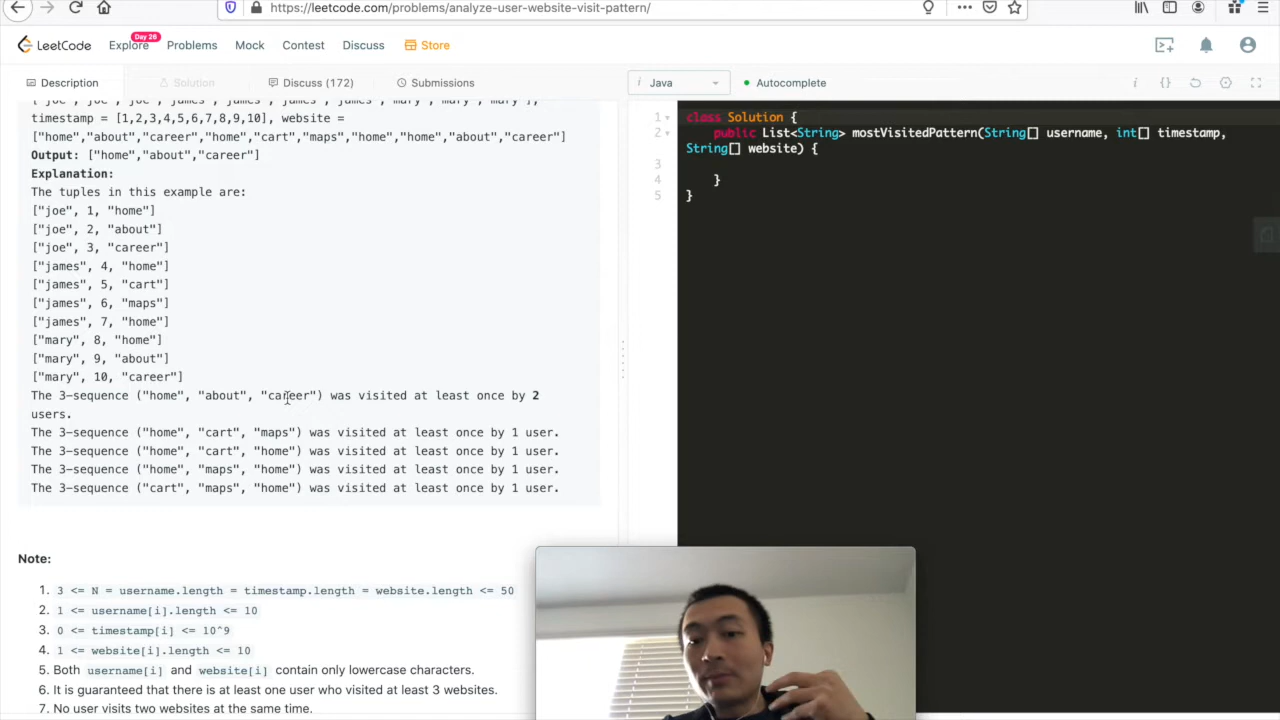 https://leetcode.com/problems/analyze-user-website-visit-pattern/
LeetCode Explore Day 26 Problems Mock Contest Discuss Store
Description Solution Discuss (172) Submissions
i Java Autocomplete
["joe","joe","joe","james","james","james","james","mary","mary","mary"],
timestamp = [1,2,3,4,5,6,7,8,9,10], website =
["home","about","career","home","cart","maps","home","home","about","career"]
Output: ["home","about","career"]
Explanation:
The tuples in this example are:
["joe", 1, "home"]
["joe", 2, "about"]
["joe", 3, "career"]
["james", 4, "home"]
["james", 5, "cart"]
["james", 6, "maps"]
["james", 7, "home"]
["mary", 8, "home"]
["mary", 9, "about"]
["mary", 10, "career"]
The 3-sequence ("home", "about", "career") was visited at least once by 2
users.
The 3-sequence ("home", "cart", "maps") was visited at least once by 1 user.
The 3-sequence ("home", "cart", "home") was visited at least once by 1 user.
The 3-sequence ("home", "maps", "home") was visited at least once by 1 user.
The 3-sequence ("cart", "maps", "home") was visited at least once by 1 user.
Note:
1. 3 <= N = username.length = timestamp.length = website.length <= 50
2. 1 <= username[i].length <= 10
3. 0 <= timestamp[i] <= 10^9
4. 1 <= website[i].length <= 10
5. Both username[i] and website[i] contain only lowercase characters.
6. It is guaranteed that there is at least one user who visited at least 3 websites.
7. No user visits two websites at the same time.
1 class Solution {
2 public List<String> mostVisitedPattern(String[] username, int[] timestamp,
String[] website) {
3
4 }
5 }